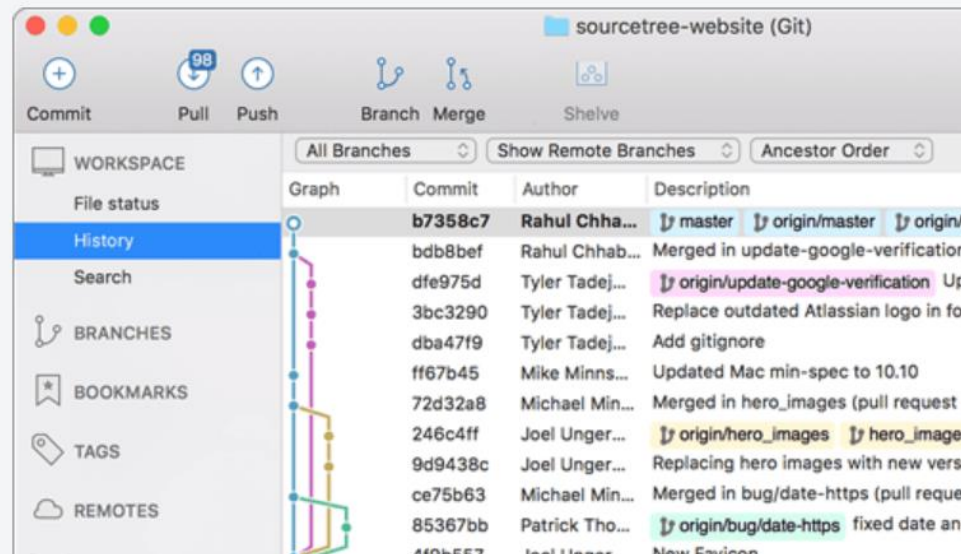 sourcetree-website (Git)
98
Commit Pull Push Branch Merge Shelve
WORKSPACE
File status
History
Search
BRANCHES
BOOKMARKS
TAGS
REMOTES
All Branches Show Remote Branches Ancestor Order
Graph Commit Author Description
b7358c7 Rahul Chha... master origin/master origin/
bdb8bef Rahul Chhab... Merged in update-google-verification
dfe975d Tyler Tadej... origin/update-google-verification Up
3bc3290 Tyler Tadej... Replace outdated Atlassian logo in fo
dba47f9 Tyler Tadej... Add gitignore
ff67b45 Mike Minns... Updated Mac min-spec to 10.10
72d32a8 Michael Min... Merged in hero_images (pull request
246c4ff Joel Unger... origin/hero_images hero_image
9d9438c Joel Unger... Replacing hero images with new vers
ce75b63 Michael Min... Merged in bug/date-https (pull reque
85367bb Patrick Tho... origin/bug/date-https fixed date an
New Favicon